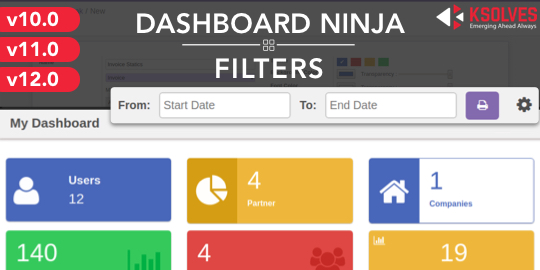 v10.0
v11.0
v12.0
DASHBOARD NINJA
FILTERS
KSOLVES
Emerging Ahead Always
From: Start Date To: End Date
My Dashboard
Users
12
4
Partner
1
Companies
140
4
19